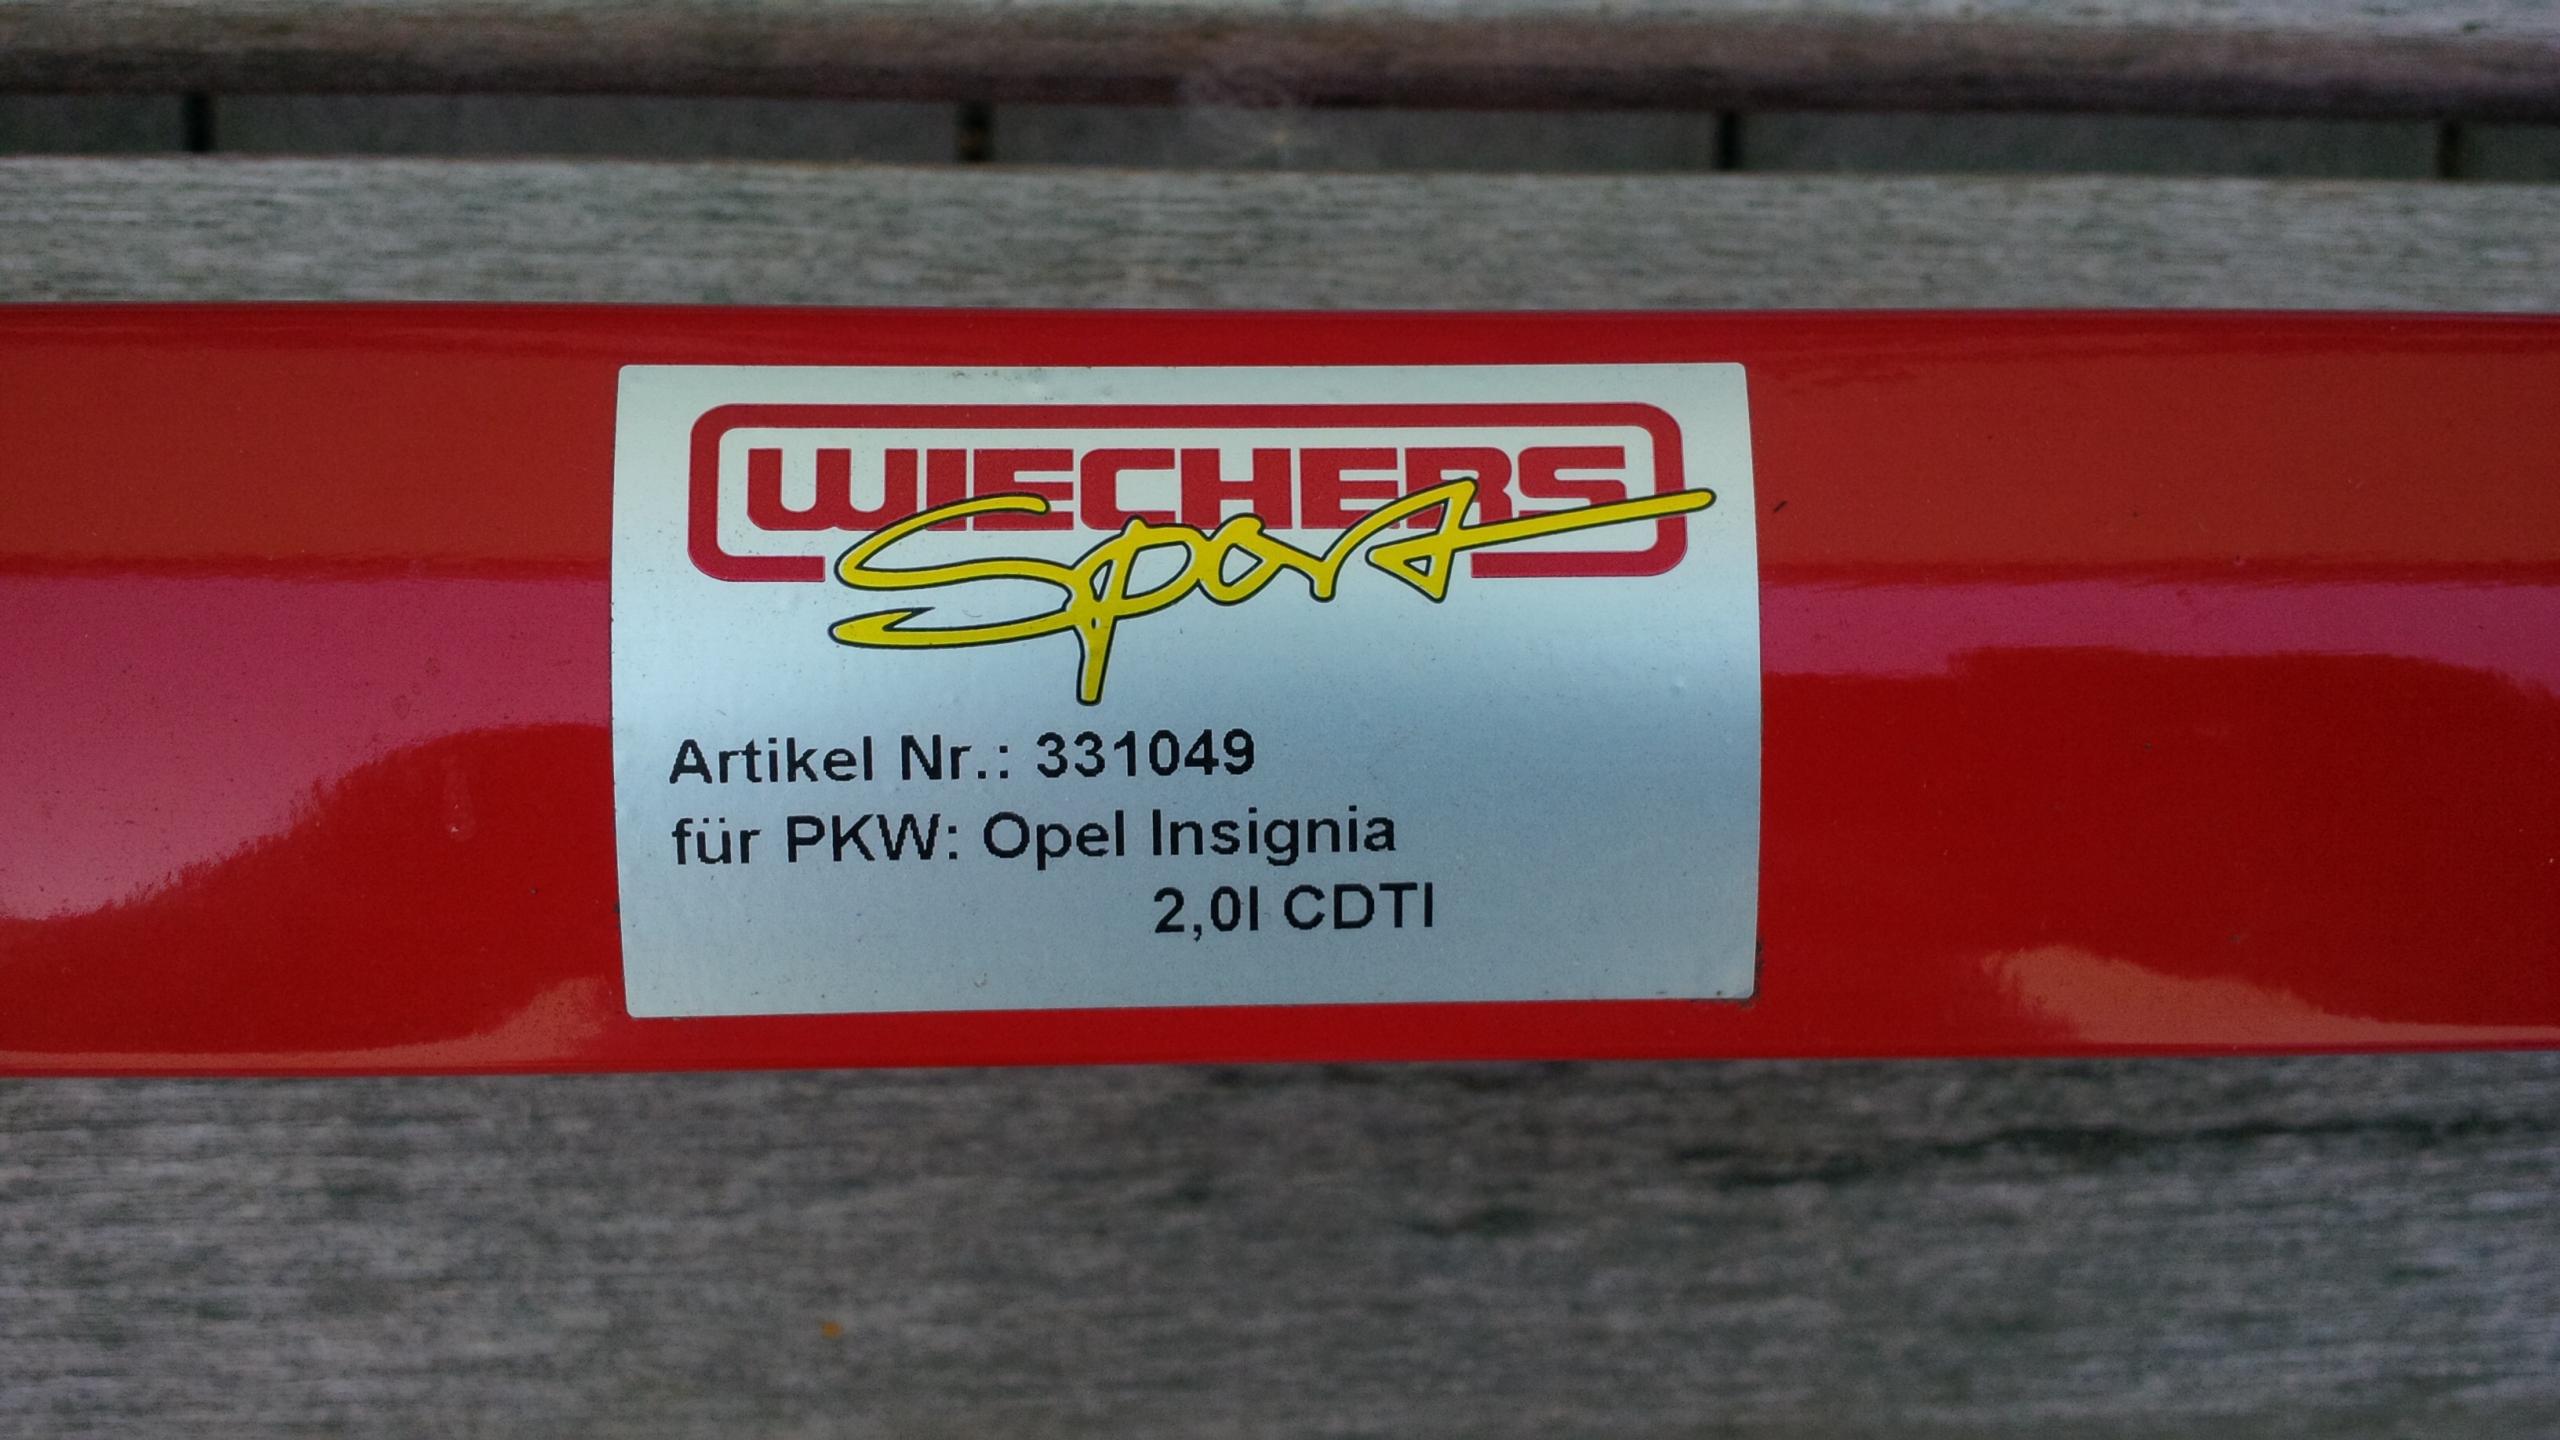 WIECHERS
Sport
Artikel Nr.: 331049
für PKW: Opel Insignia
2,0l CDTI